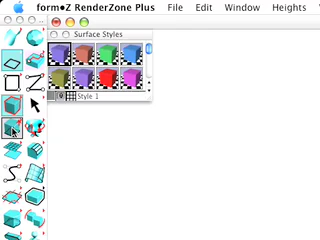 form•Z RenderZone Plus File Edit Window Heights
Surface Styles
Style 1